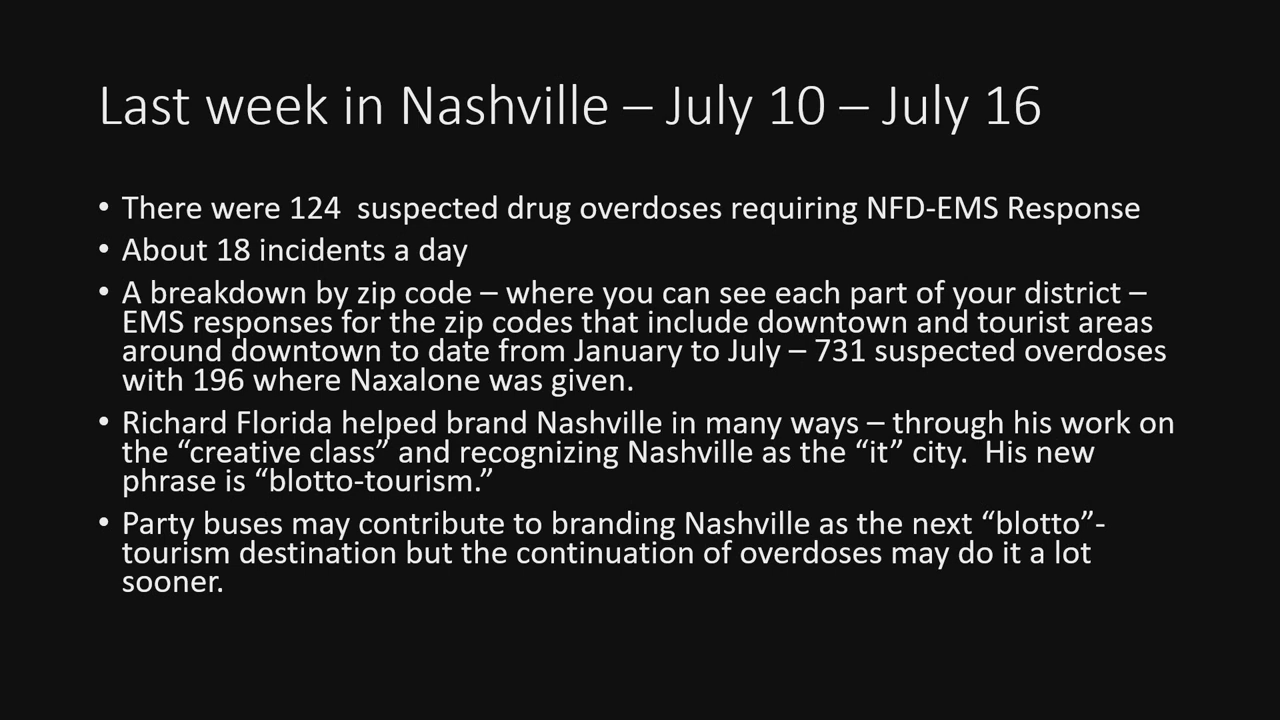 Last week in Nashville – July 10 – July 16
• There were 124  suspected drug overdoses requiring NFD-EMS Response
• About 18 incidents a day
• A breakdown by zip code – where you can see each part of your district –
EMS responses for the zip codes that include downtown and tourist areas
around downtown to date from January to July – 731 suspected overdoses
with 196 where Naxalone was given.
• Richard Florida helped brand Nashville in many ways – through his work on
the “creative class” and recognizing Nashville as the “it” city.  His new
phrase is “blotto-tourism.”
• Party buses may contribute to branding Nashville as the next “blotto”-
tourism destination but the continuation of overdoses may do it a lot
sooner.